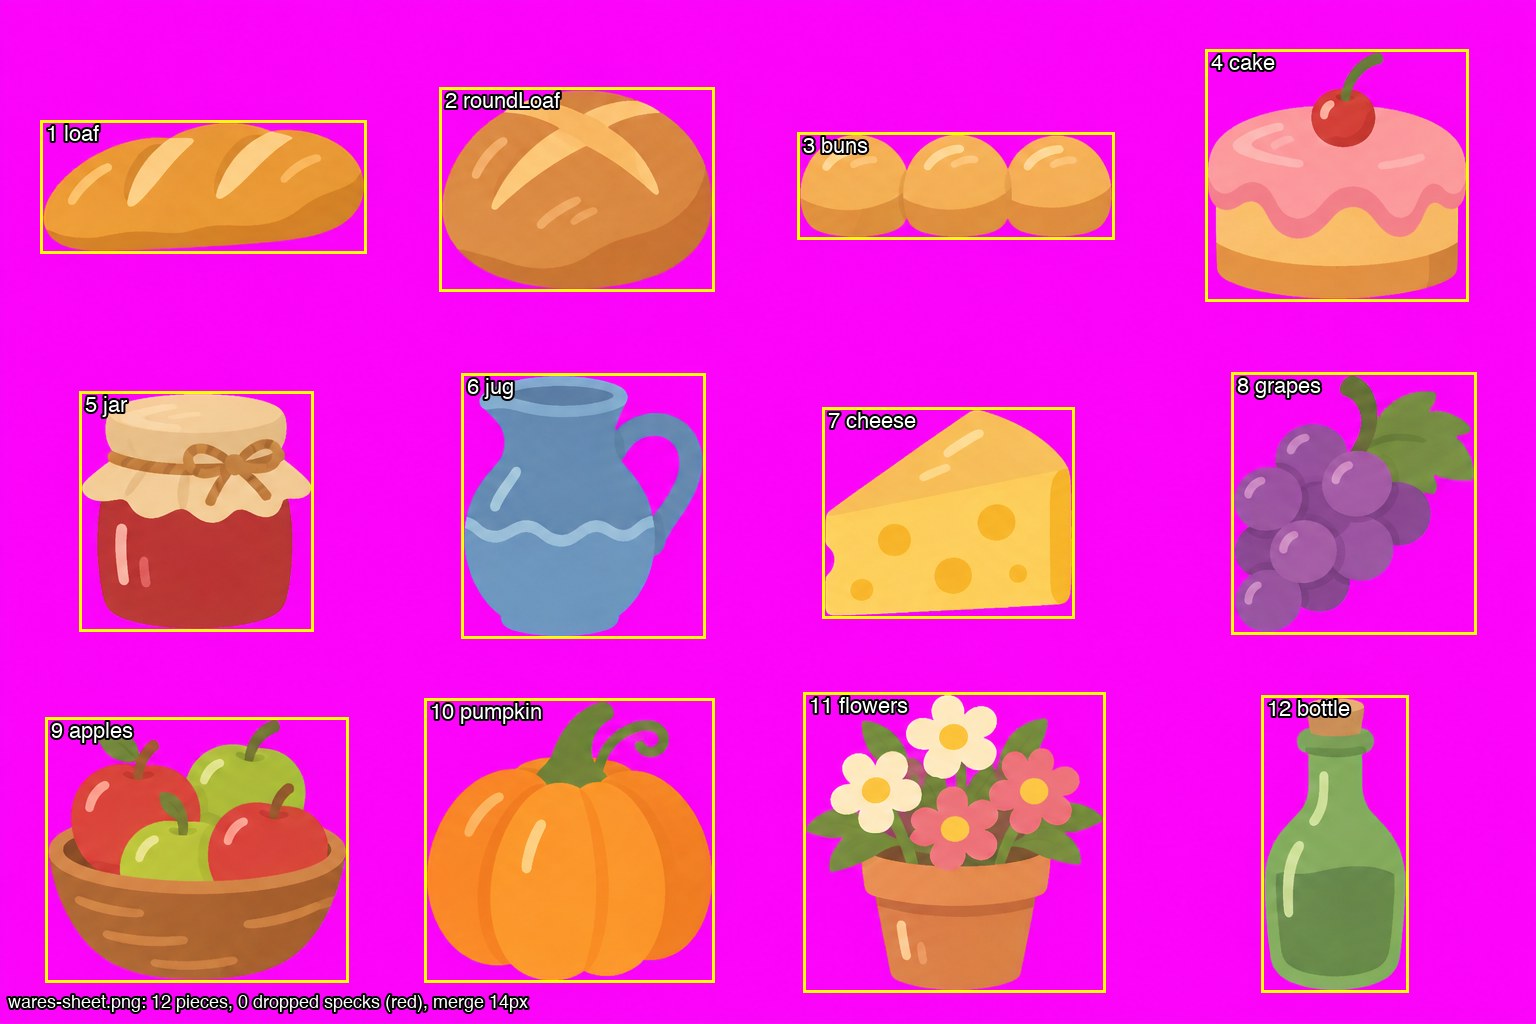 1 loaf
2 roundLoaf
3 buns
4 cake
5 jar
6 jug
7 cheese
8 grapes
9 apples
10 pumpkin
11 flowers
12 bottle
wares-sheet.png: 12 pieces, 0 dropped specks (red), merge 14px